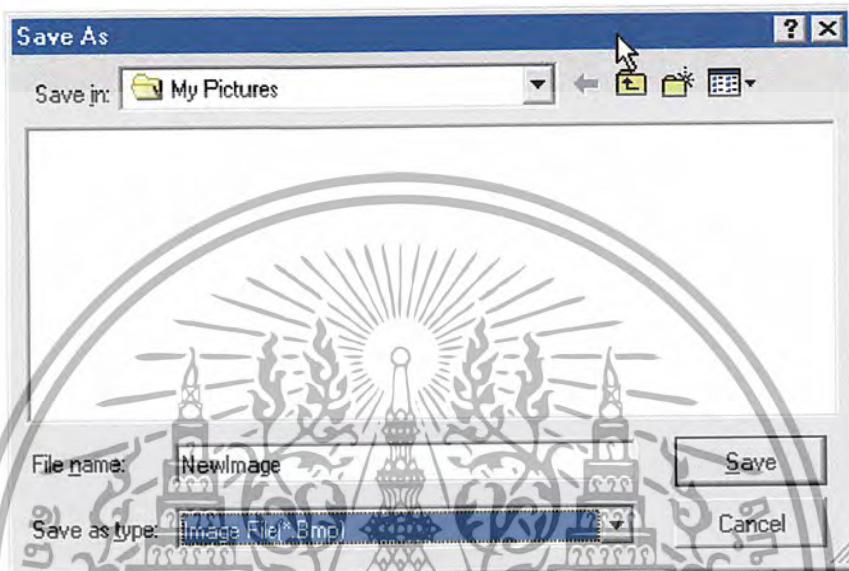 Save As
Save in: My Pictures
File name: NewImage
Save
Save as type: Image File(*.Bmp)
Cancel